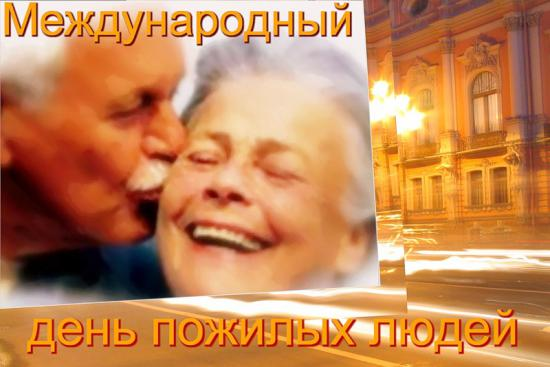 Международный
день пожилых людей